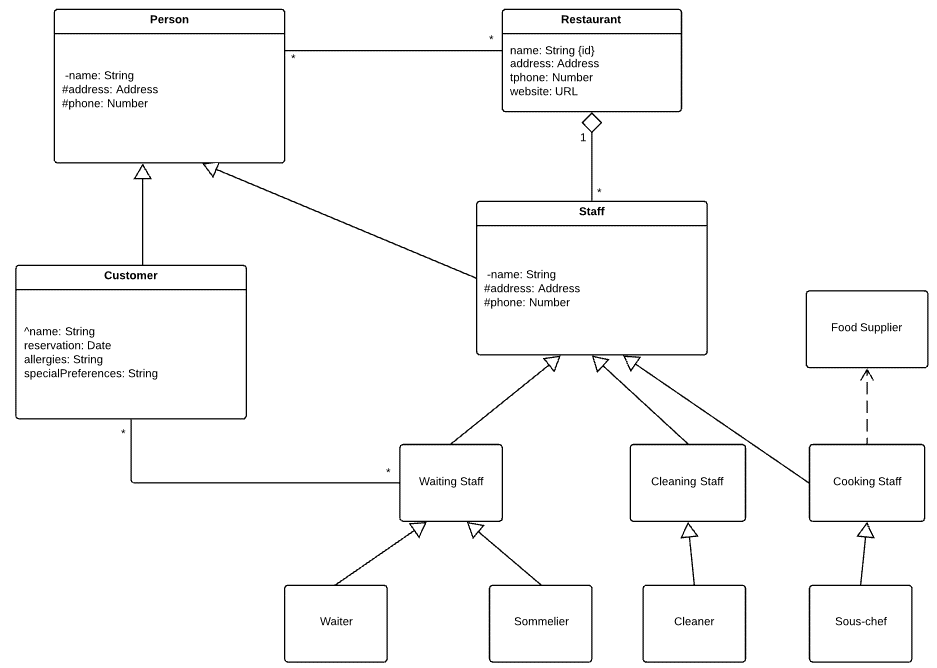 Person
-name: String
#address: Address
#phone: Number
*
*
Restaurant
name: String {id}
address: Address
tphone: Number
website: URL
1
*
Staff
-name: String
#address: Address
#phone: Number
Customer
^name: String
reservation: Date
allergies: String
specialPreferences: String
*
*
Food Supplier
Waiting Staff
Cleaning Staff
Cooking Staff
Waiter
Sommelier
Cleaner
Sous-chef